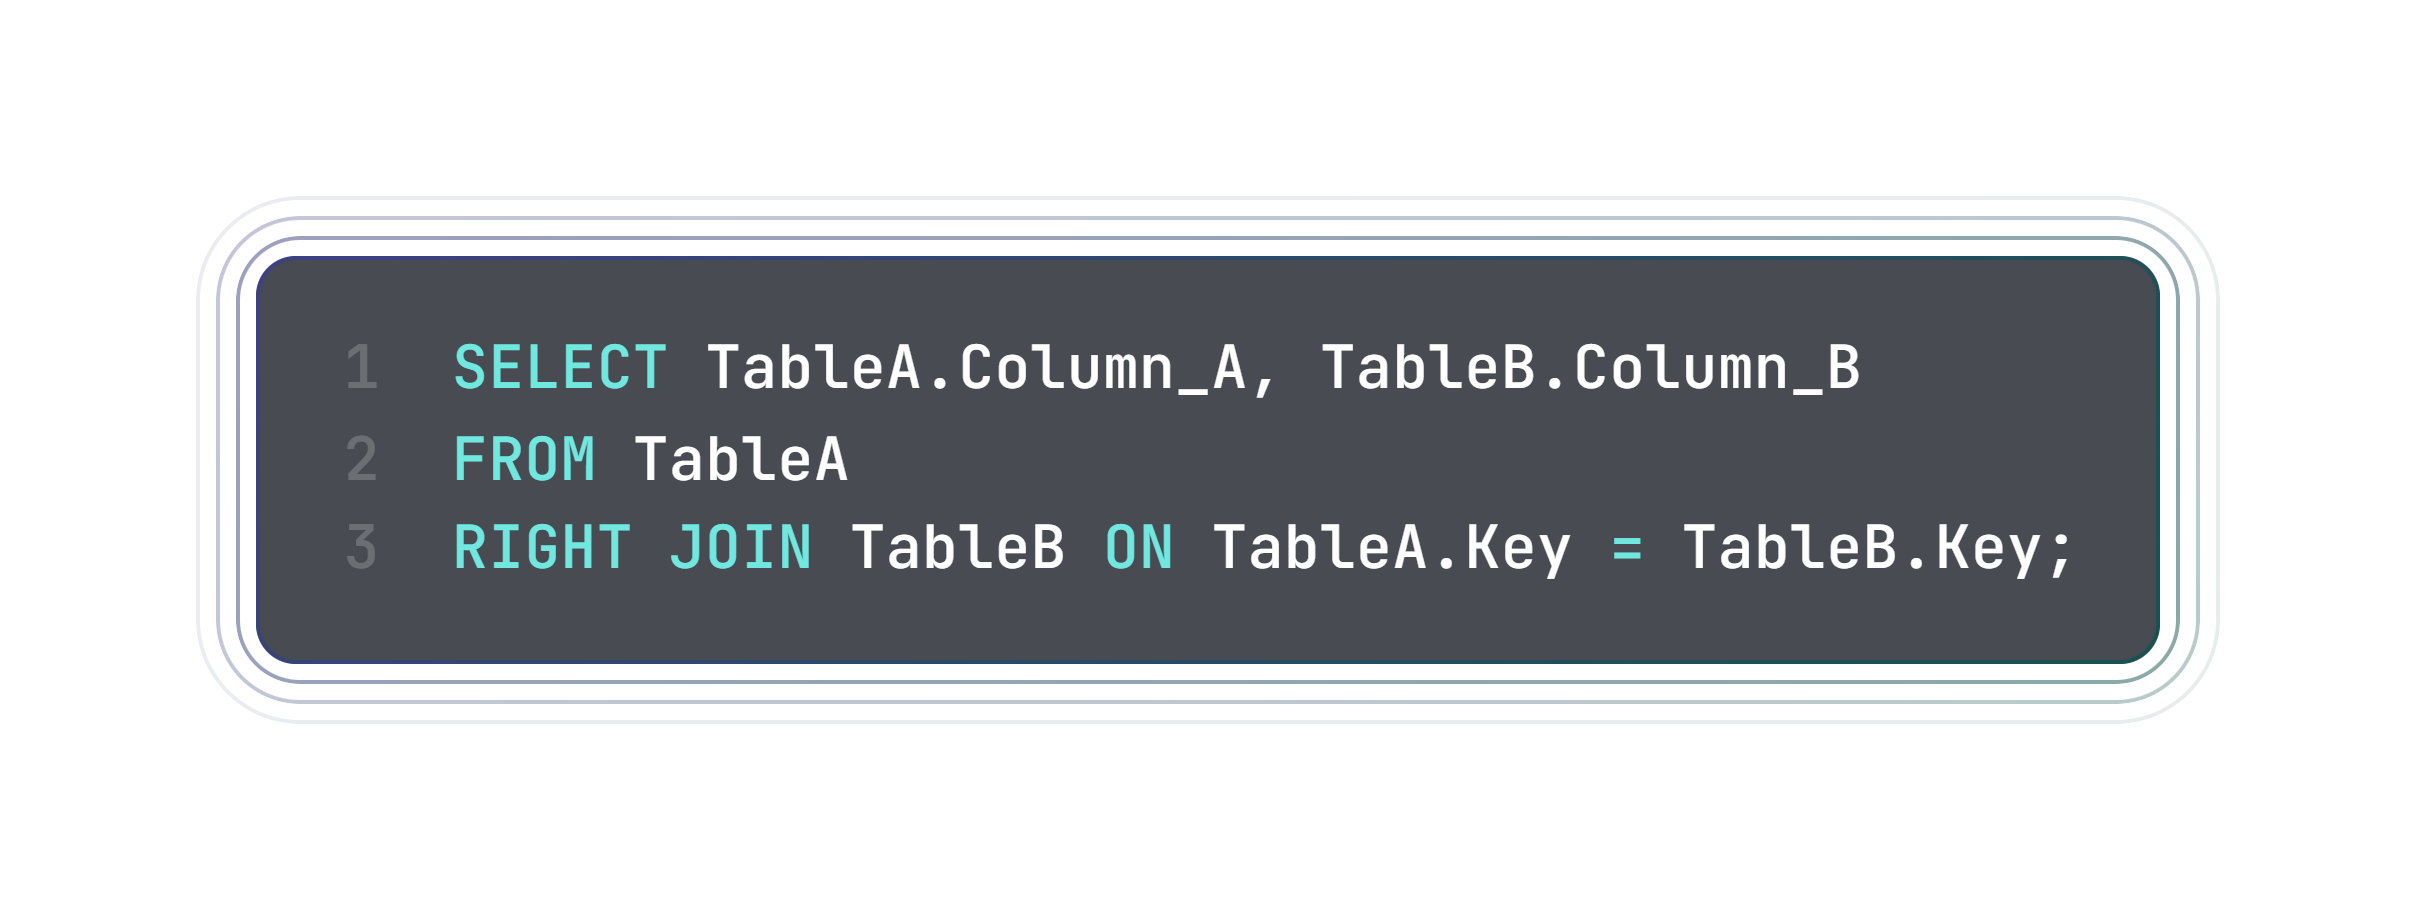 1 SELECT TableA.Column_A, TableB.Column_B
2 FROM TableA
3 RIGHT JOIN TableB ON TableA.Key = TableB.Key;